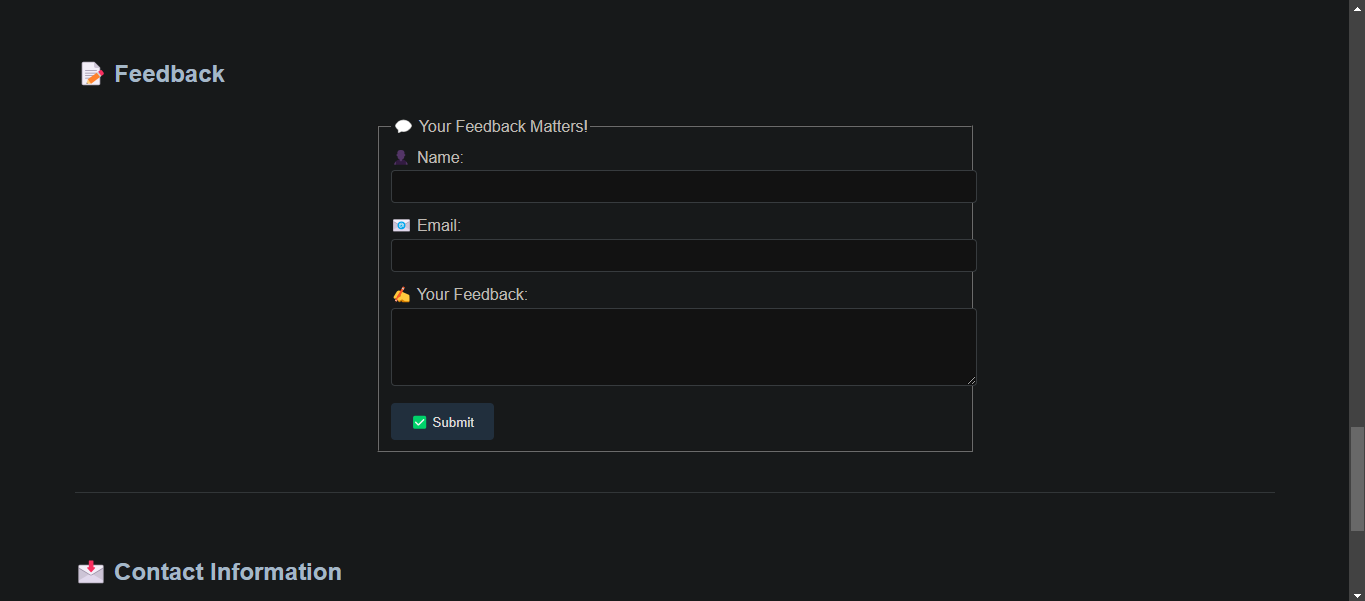 📝 Feedback
💬 Your Feedback Matters!
👤 Name:
📧 Email:
✍️ Your Feedback:
✅ Submit
📩 Contact Information